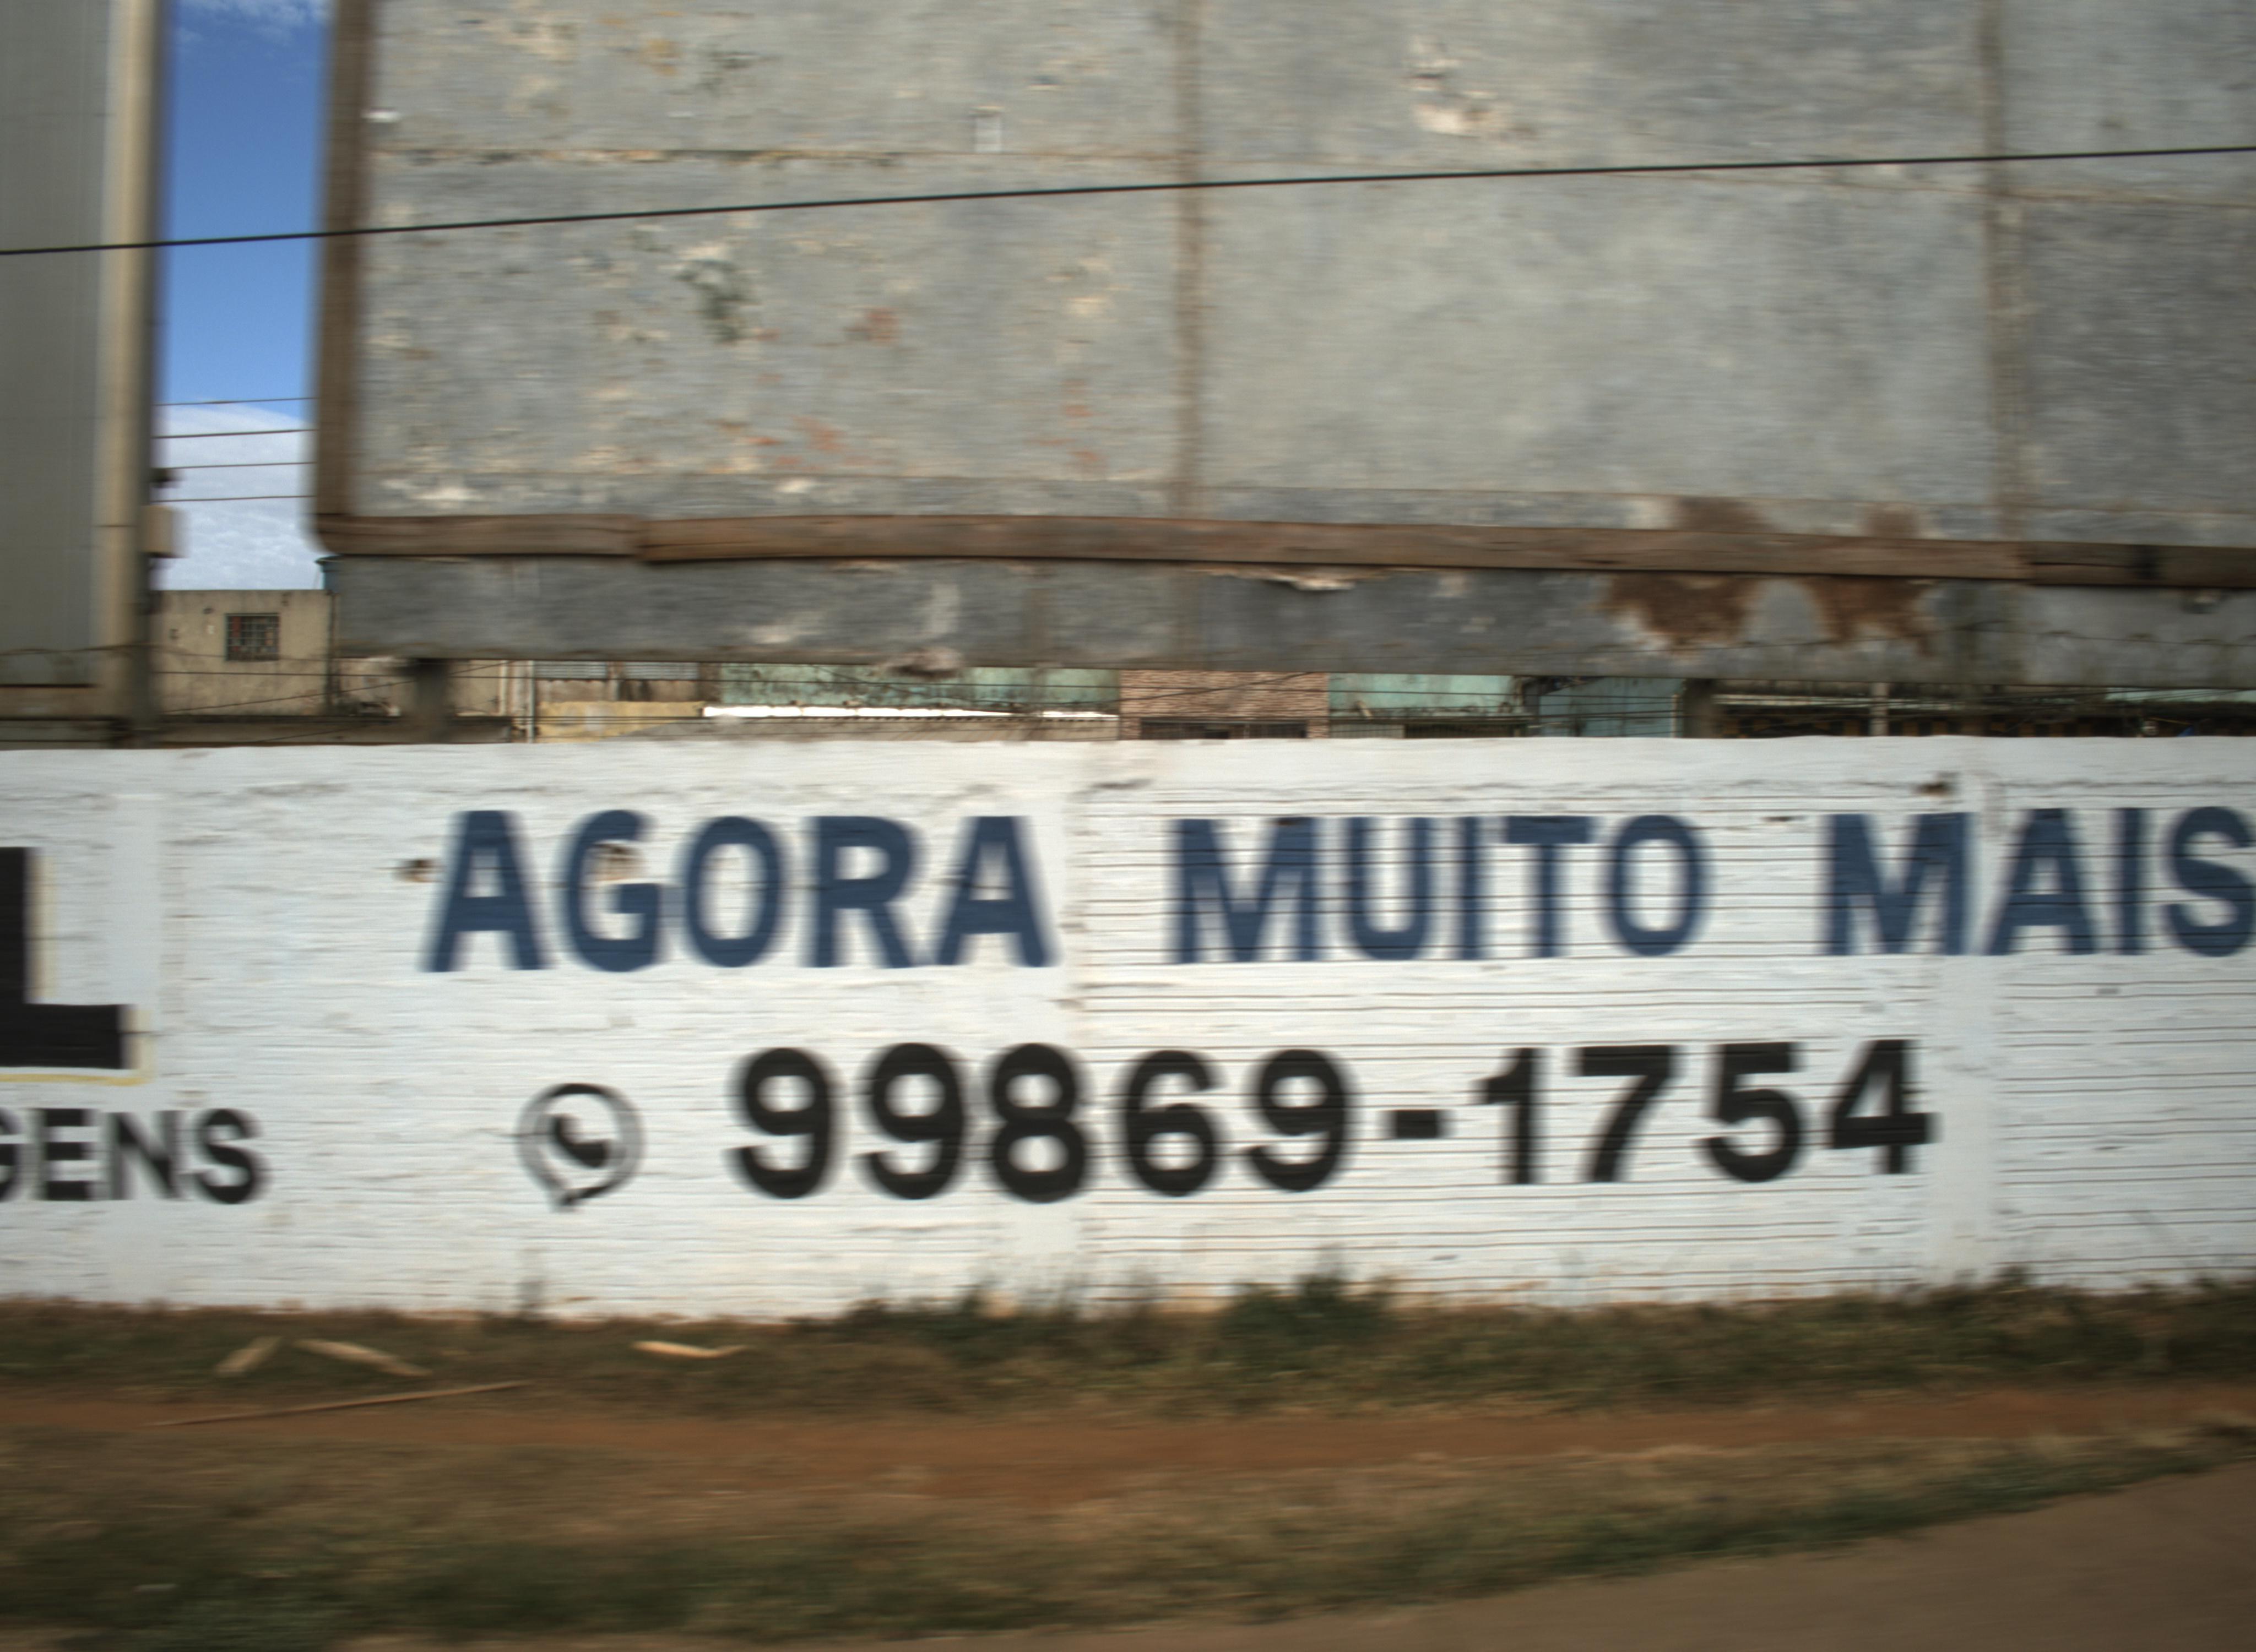 AGORA MUITO MAIS
99869-1754
L
GENS